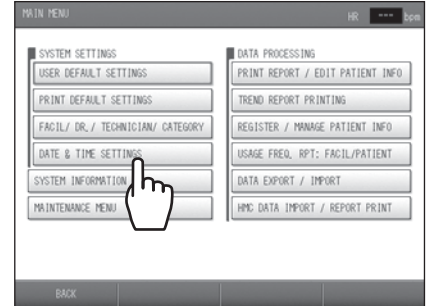 MAIN MENU
HR --- bpm
SYSTEM SETTINGS
USER DEFAULT SETTINGS
PRINT DEFAULT SETTINGS
FACIL/ DR./ TECHNICIAN/ CATEGORY
DATE & TIME SETTINGS
SYSTEM INFORMATION
MAINTENANCE MENU
DATA PROCESSING
PRINT REPORT / EDIT PATIENT INFO
TREND REPORT PRINTING
REGISTER / MANAGE PATIENT INFO
USAGE FREQ. RPT: FACIL/PATIENT
DATA EXPORT / IMPORT
HMC DATA IMPORT / REPORT PRINT
BACK